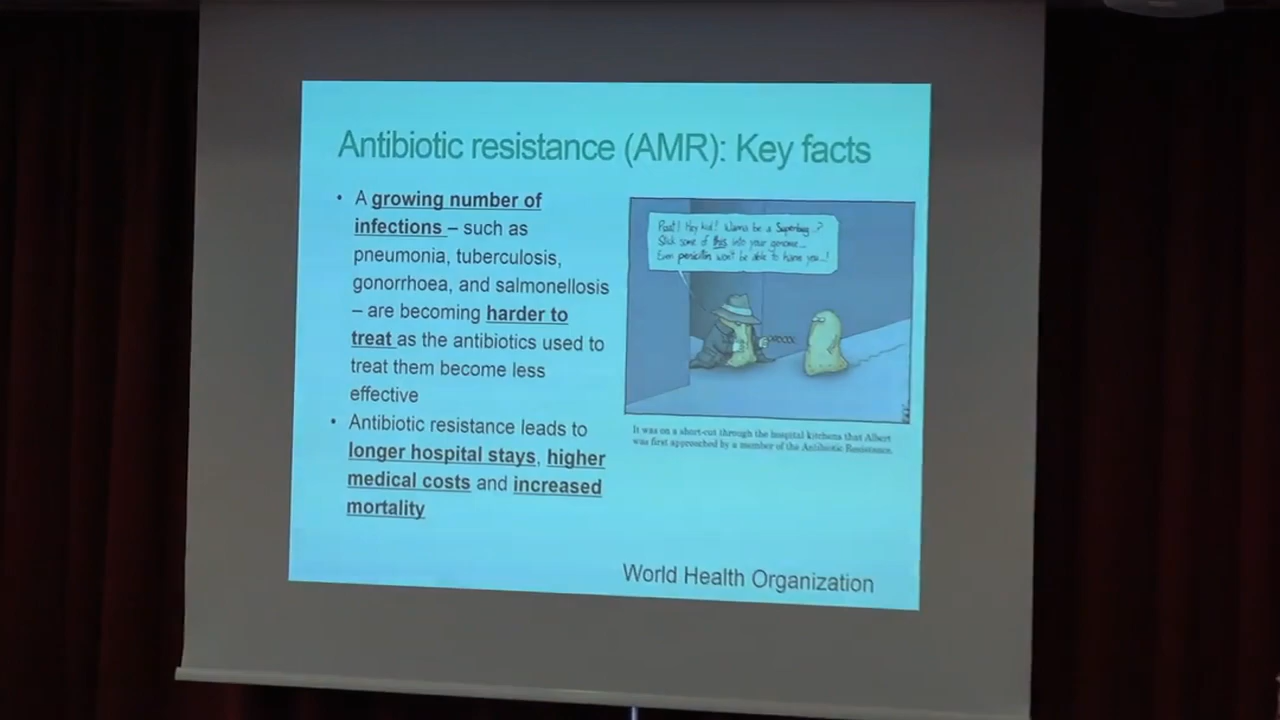 Antibiotic resistance (AMR): Key facts
• A growing number of
infections – such as
pneumonia, tuberculosis,
gonorrhoea, and salmonellosis
– are becoming harder to
treat as the antibiotics used to
treat them become less
effective
• Antibiotic resistance leads to
longer hospital stays, higher
medical costs and increased
mortality
Psst! Hey kid! Wanna be a Superbug...?
Stick some of this into your genome...
Even penicillin won't be able to harm you...!
It was on a short-cut through the hospital kitchens that Albert
was first approached by a member of the Antibiotic Resistance.
World Health Organization